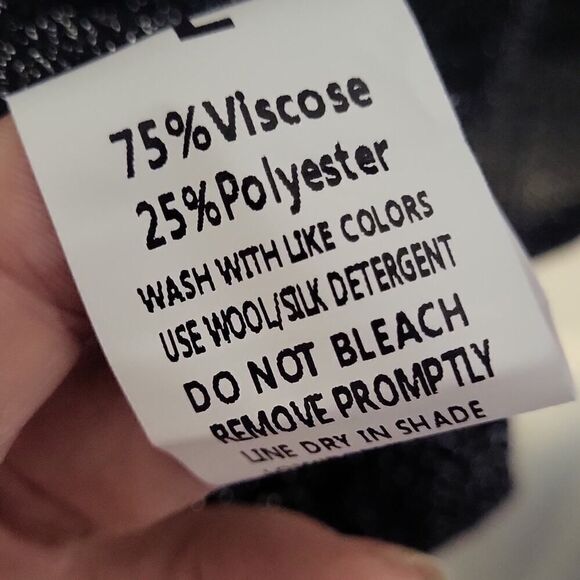 75%Viscose
25%Polyester
WASH WITH LIKE COLORS
USE WOOL/SILK DETERGENT
DO NOT BLEACH
REMOVE PROMPTLY
LINE DRY IN SHADE